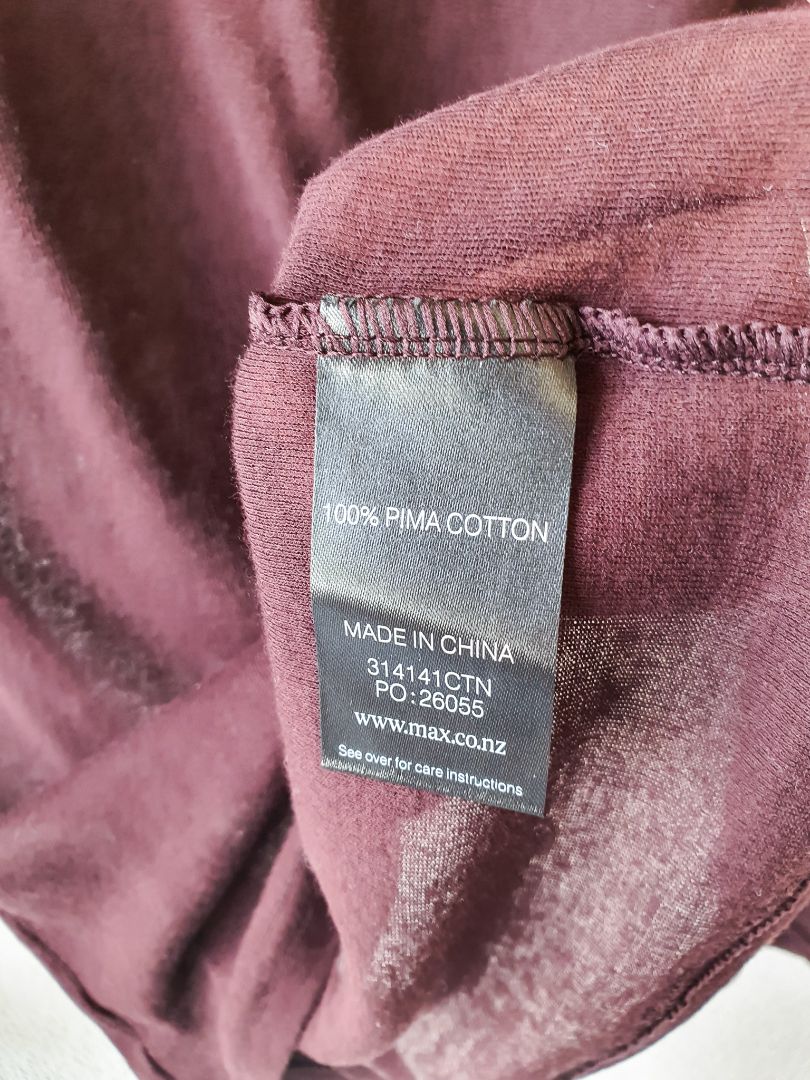 100% PIMA COTTON
MADE IN CHINA
314141CTN
PO:26055
www.max.co.nz
See over for care instructions